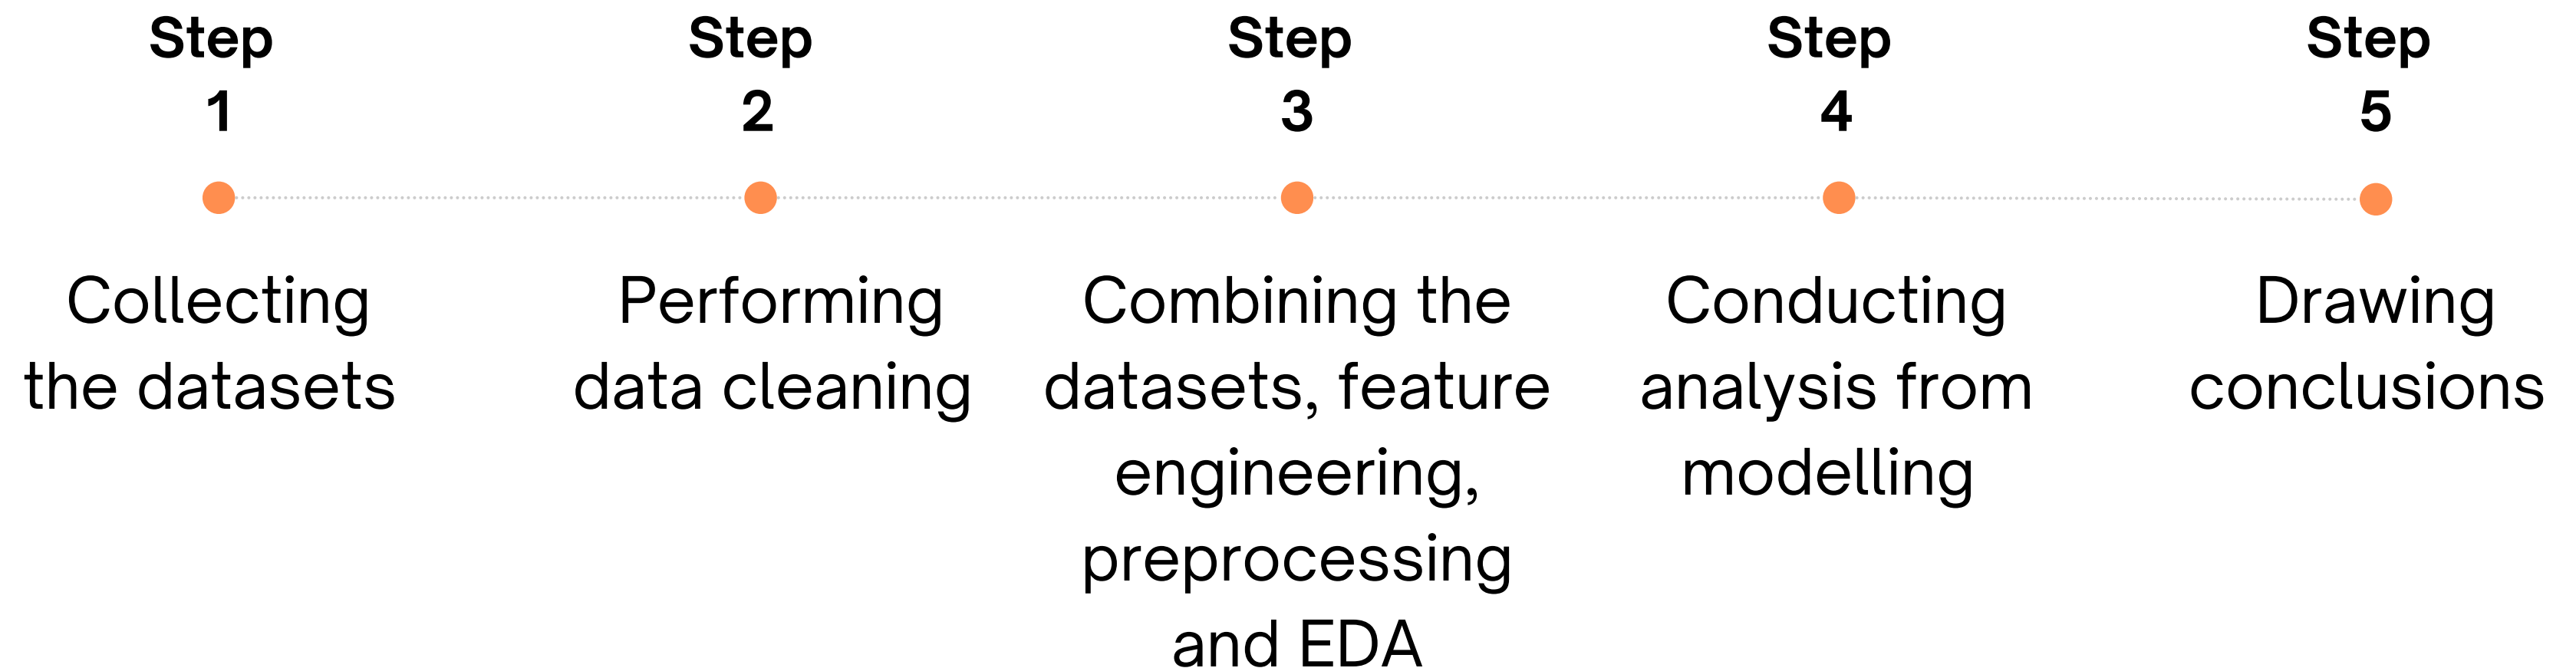 Step
1
Collecting
the datasets
Step
2
Performing
data cleaning
Step
3
Combining the
datasets, feature
engineering,
preprocessing
and EDA
Step
4
Conducting
analysis from
modelling
Step
5
Drawing
conclusions